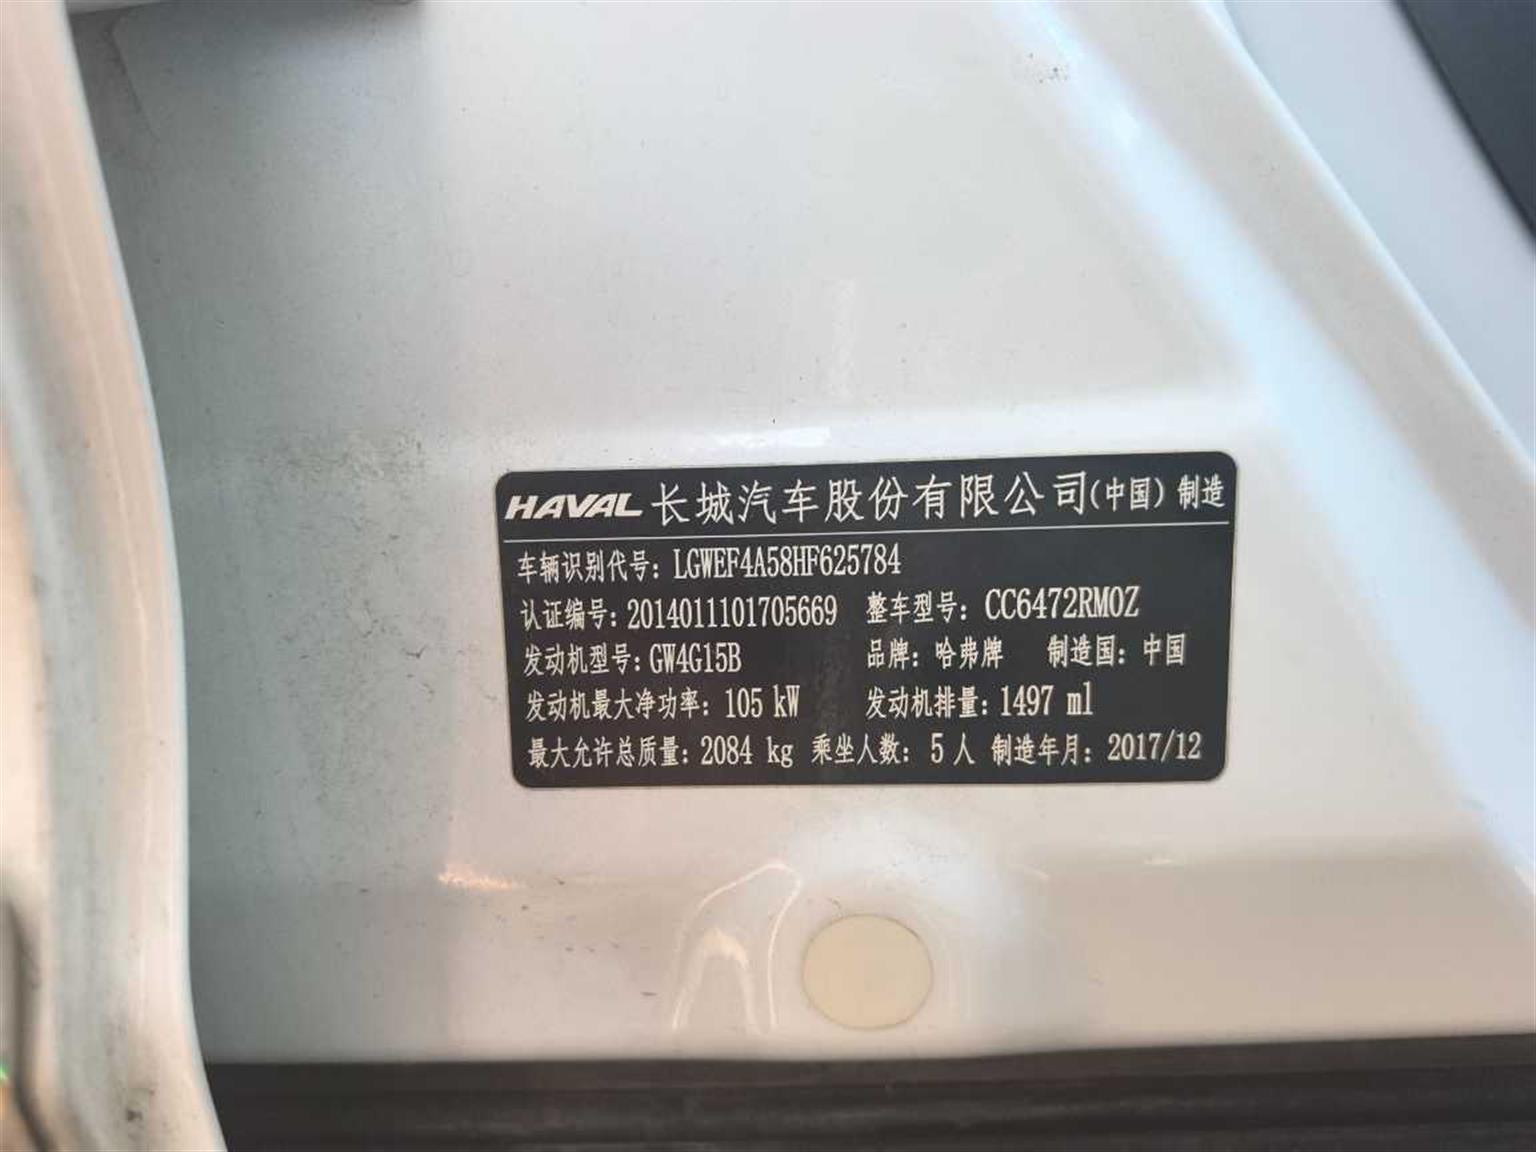 HAVAL 长城汽车股份有限公司(中国)制造
车辆识别代号: LGWEF4A58HF625784
认证编号: 2014011101705669 整车型号: CC6472RM0Z
发动机型号: GW4G15B 品牌: 哈弗牌 制造国: 中国
发动机最大净功率: 105 kW 发动机排量: 1497 ml
最大允许总质量: 2084 kg 乘坐人数: 5 人 制造年月: 2017/12